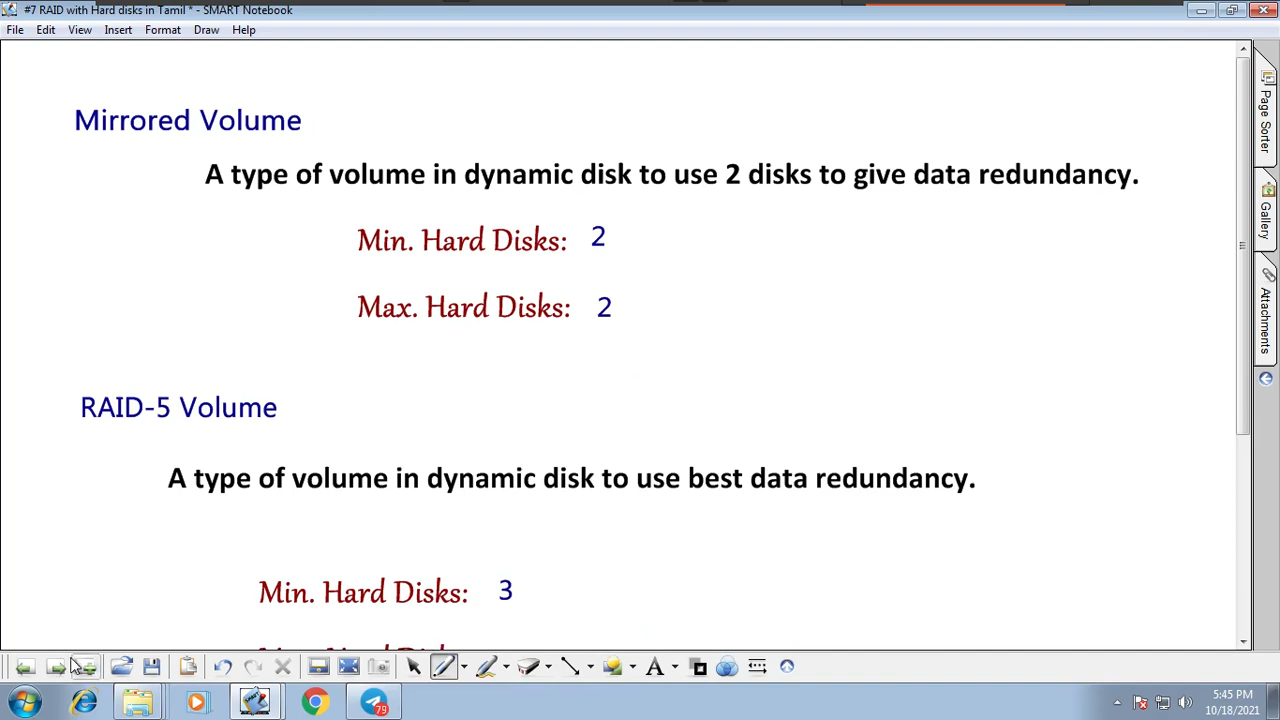 #7 RAID with Hard disks in Tamil * - SMART Notebook
File Edit View Insert Format Draw Help
Mirrored Volume
A type of volume in dynamic disk to use 2 disks to give data redundancy.
Min. Hard Disks: 2
Max. Hard Disks: 2
RAID-5 Volume
A type of volume in dynamic disk to use best data redundancy.
Min. Hard Disks: 3
Page Sorter
Gallery
Attachments
79
5:45 PM
10/18/2021